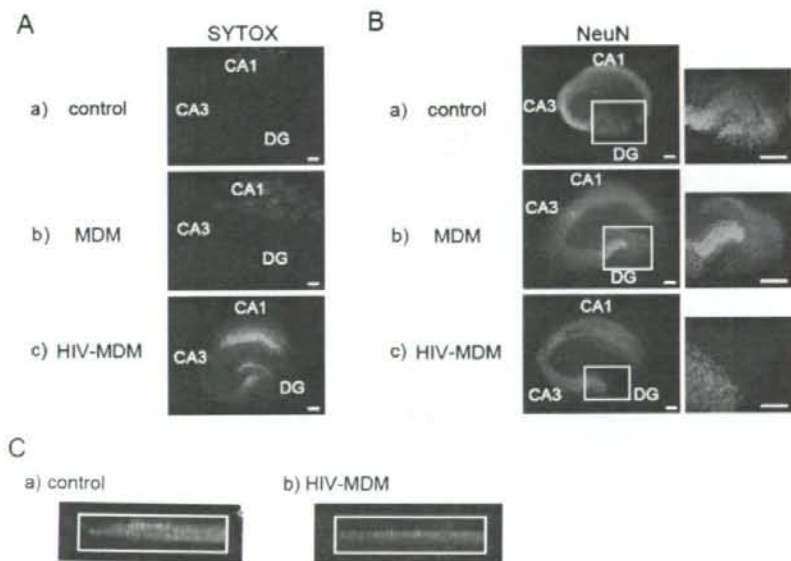 A
SYTOX
a) control
CA1
CA3
DG
b) MDM
CA1
CA3
DG
c) HIV-MDM
CA1
CA3
DG
B
NeuN
a) control
CA1
CA3
DG
b) MDM
CA1
CA3
DG
c) HIV-MDM
CA1
CA3
DG
C
a) control
b) HIV-MDM